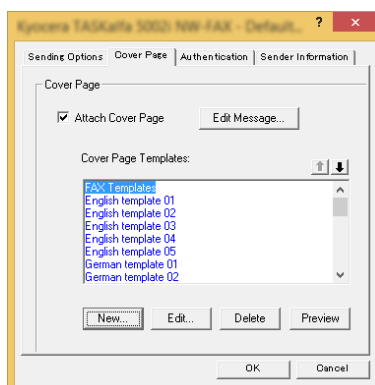 Kyocera TASKalfa 5002i NW-FAX - Default... ? ×
Sending Options Cover Page Authentication Sender Information
Cover Page
Attach Cover Page Edit Message...
Cover Page Templates:
FAX Templates
English template 01
English template 02
English template 03
English template 04
English template 05
German template 01
German template 02
New... Edit... Delete Preview
OK Cancel